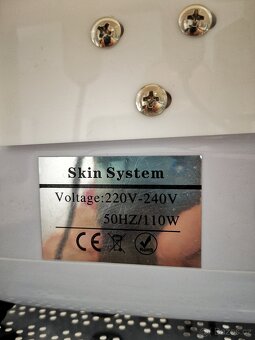 Skin System
Voltage:220V-240V
50HZ/110W
CE